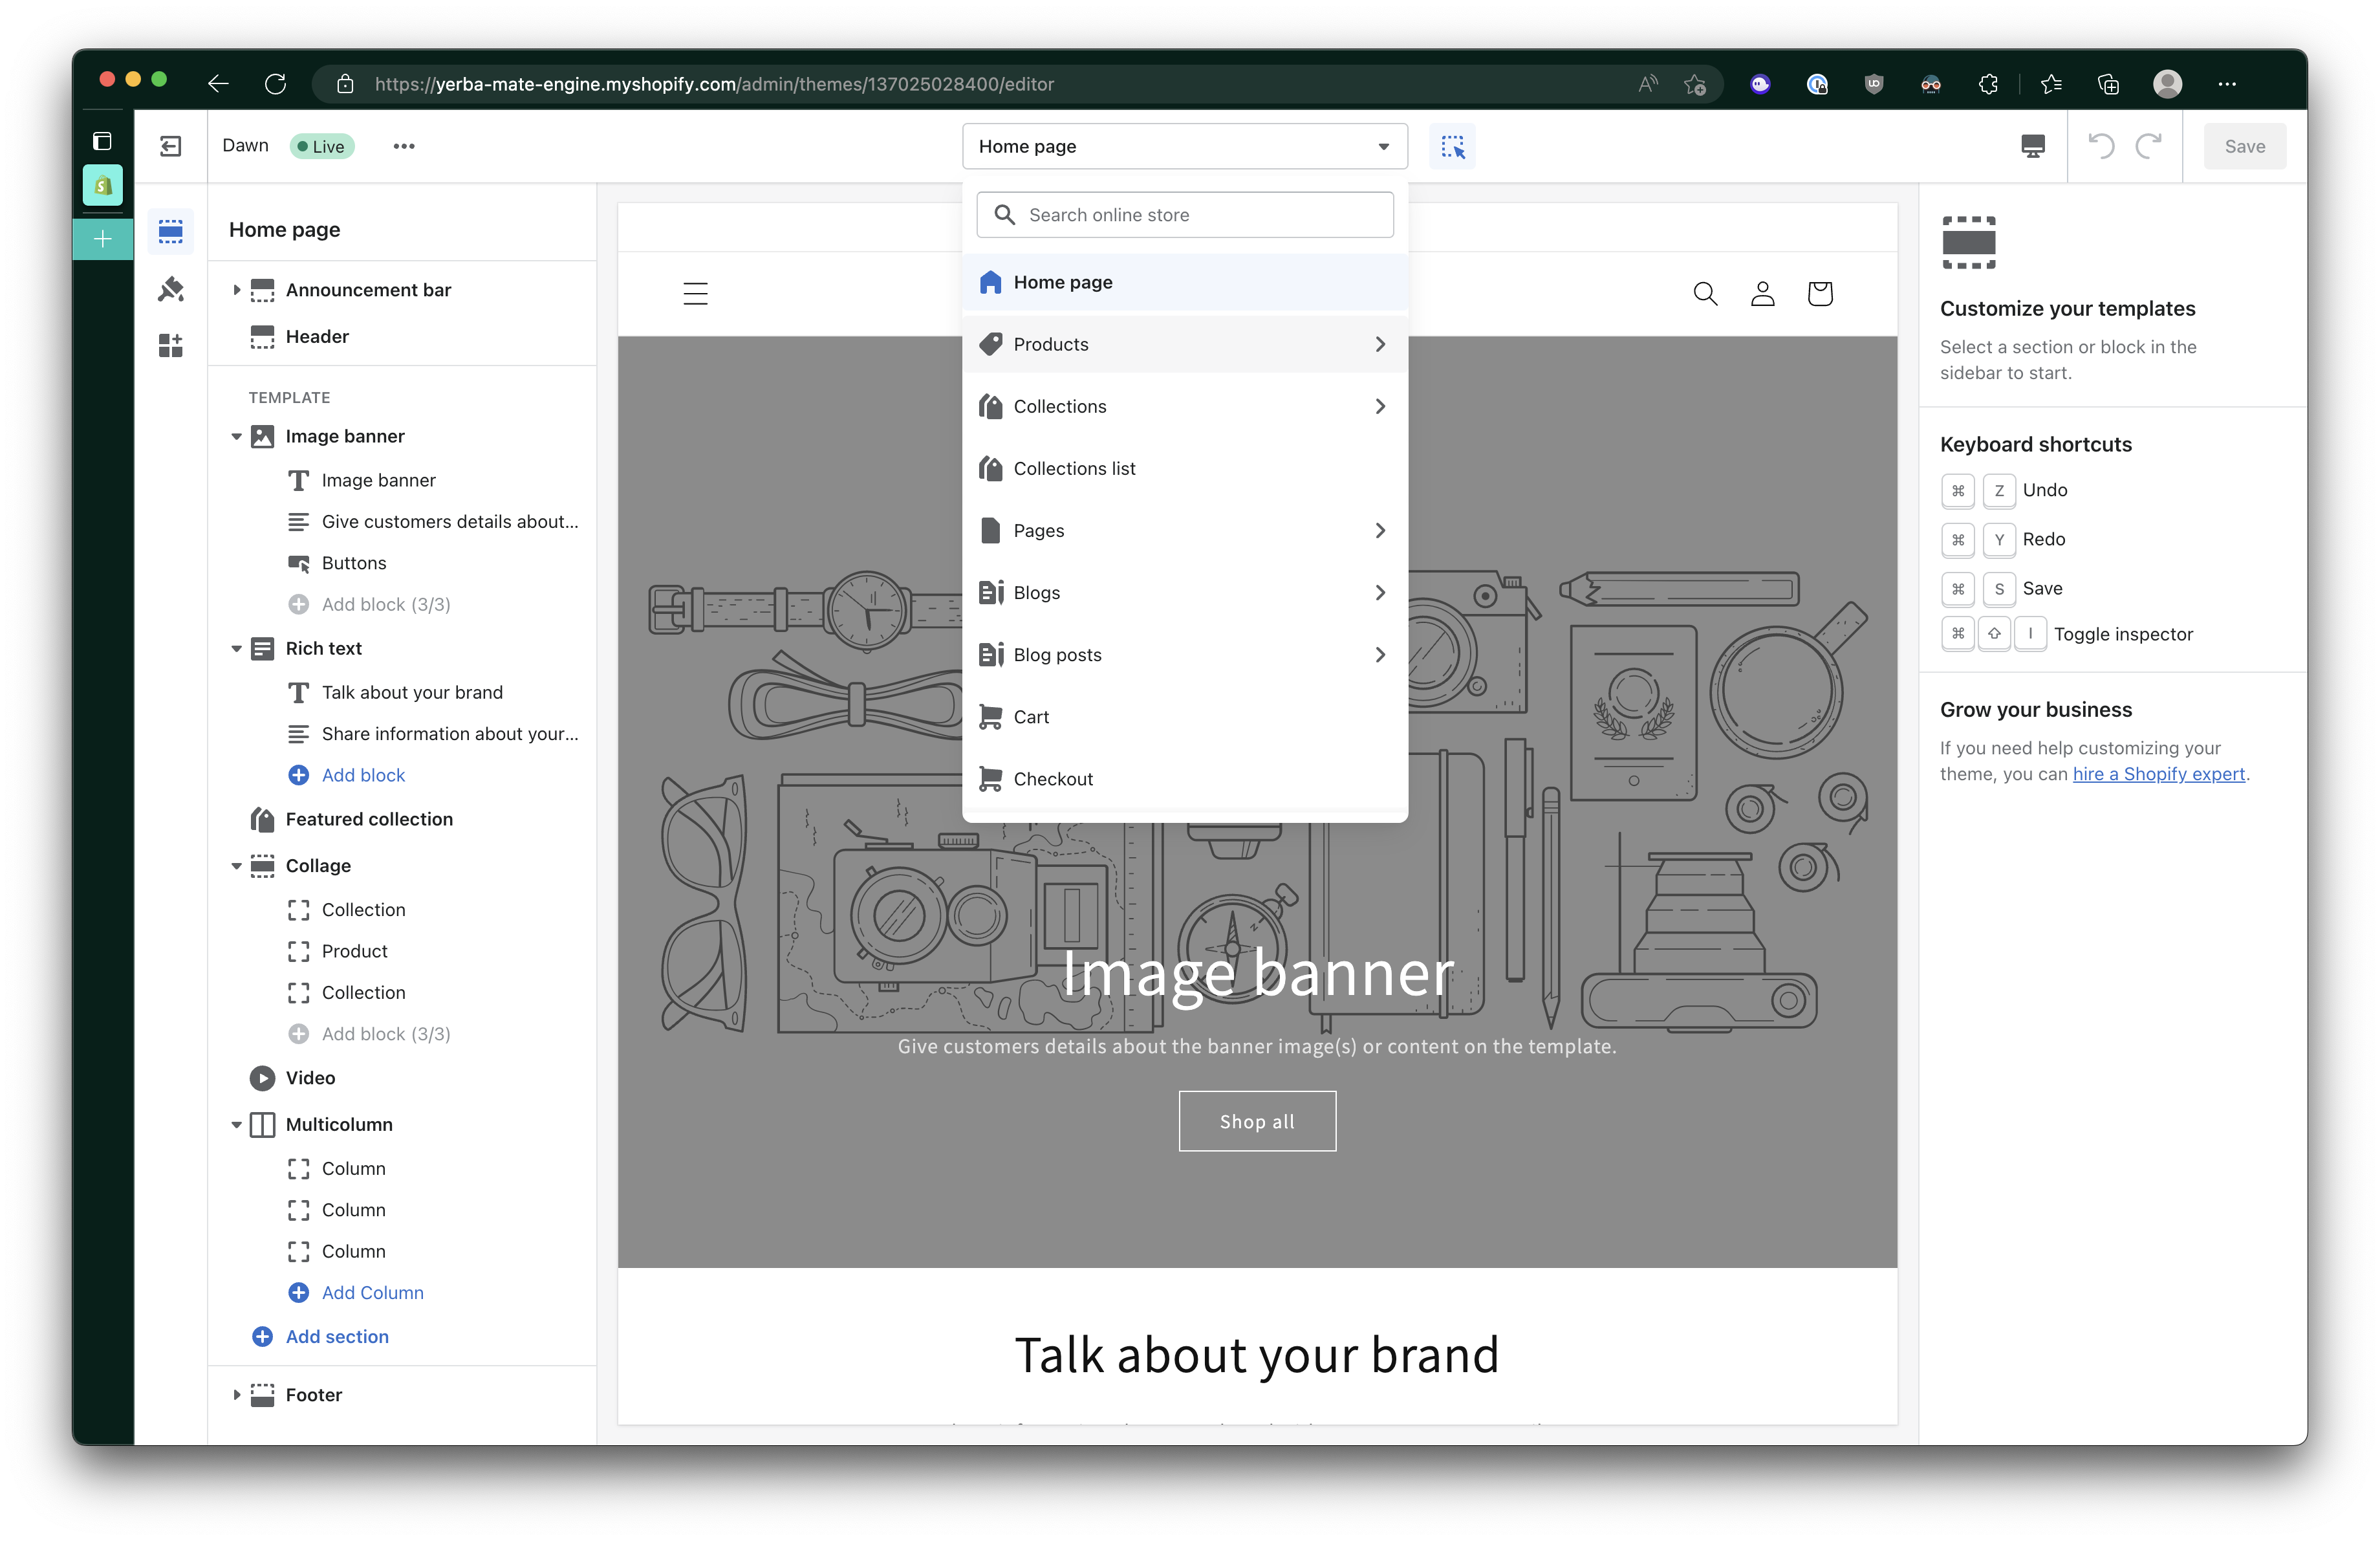 https://yerba-mate-engine.myshopify.com/admin/themes/137025028400/editor
Dawn
Live
Home page
Save
Home page
Announcement bar
Header
TEMPLATE
Image banner
Image banner
Give customers details about...
Buttons
Add block (3/3)
Rich text
Talk about your brand
Share information about your...
Add block
Featured collection
Collage
Collection
Product
Collection
Add block (3/3)
Video
Multicolumn
Column
Column
Column
Add Column
Add section
Footer
Search online store
Home page
Products
Collections
Collections list
Pages
Blogs
Blog posts
Cart
Checkout
Image banner
Give customers details about the banner image(s) or content on the template.
Shop all
Talk about your brand
Customize your templates
Select a section or block in the
sidebar to start.
Keyboard shortcuts
⌘ Z Undo
⌘ Y Redo
⌘ S Save
⌘ ⇧ I Toggle inspector
Grow your business
If you need help customizing your
theme, you can hire a Shopify expert.